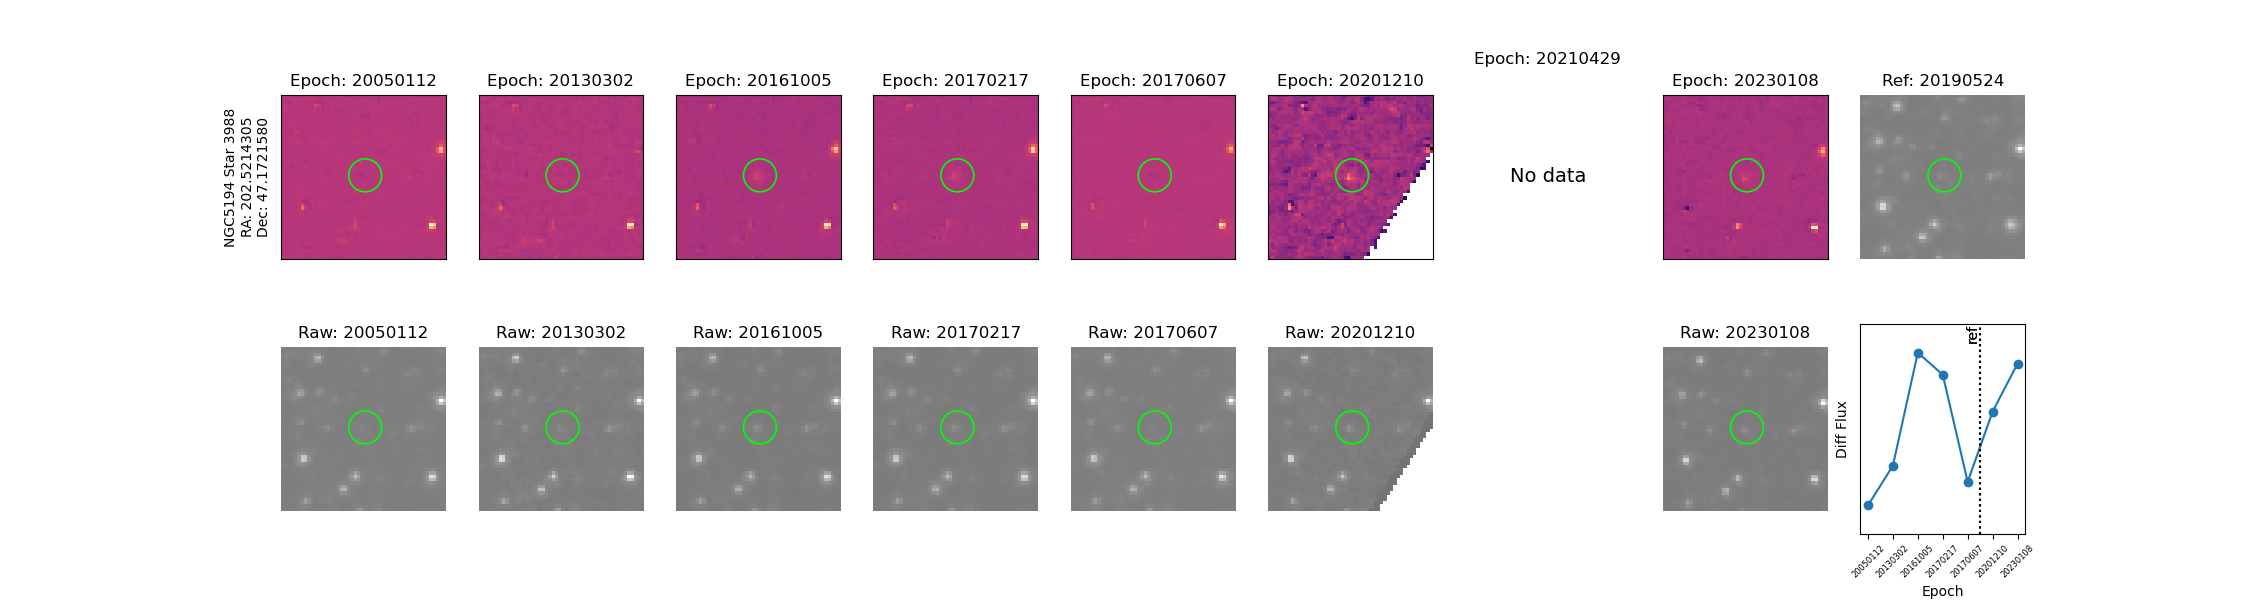 Epoch: 20050112
Epoch: 20130302
Epoch: 20161005
Epoch: 20170217
Epoch: 20170607
Epoch: 20201210
Epoch: 20210429
Epoch: 20230108
Ref: 20190524
NGC5194 Star 3988
RA: 202.5214305
Dec: 47.1721580
No data
Raw: 20050112
Raw: 20130302
Raw: 20161005
Raw: 20170217
Raw: 20170607
Raw: 20201210
Raw: 20230108
ref
Diff Flux
20050112
20130302
20161005
20170217
20170607
20201210
20230108
Epoch